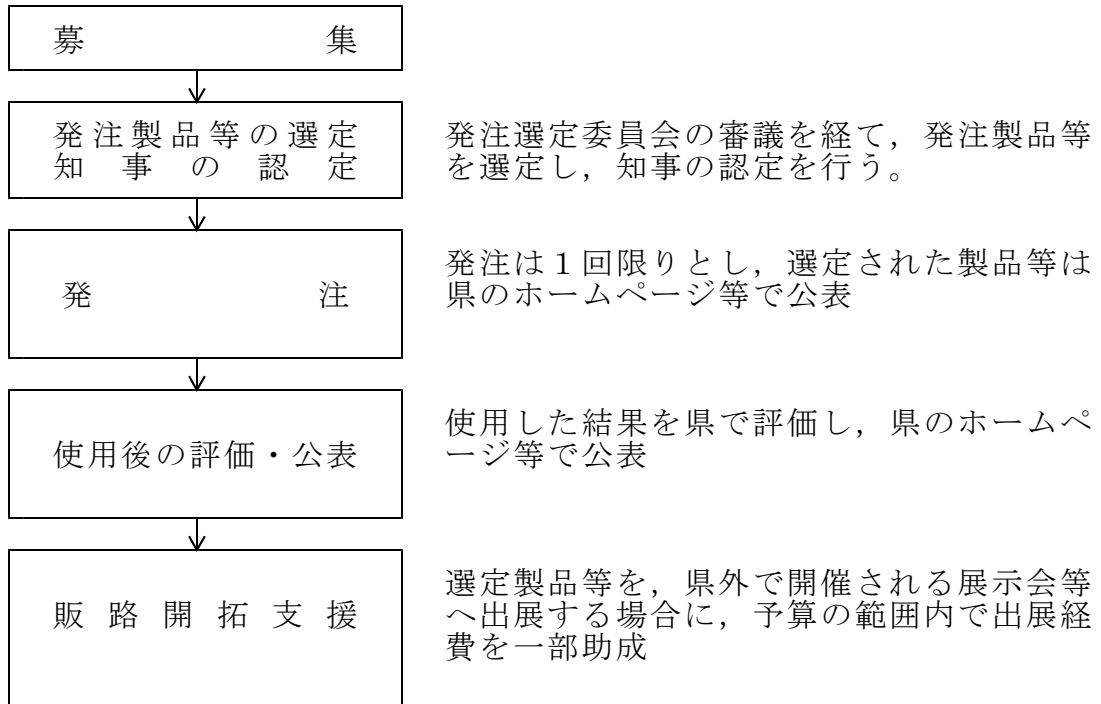 募集
発注製品等の選定
知事の認定
発注選定委員会の審議を経て，発注製品等
を選定し，知事の認定を行う。
発注
発注は１回限りとし，選定された製品等は
県のホームページ等で公表
使用後の評価・公表
使用した結果を県で評価し，県のホームペ
ージ等で公表
販路開拓支援
選定製品等を，県外で開催される展示会等
へ出展する場合に，予算の範囲内で出展経
費を一部助成